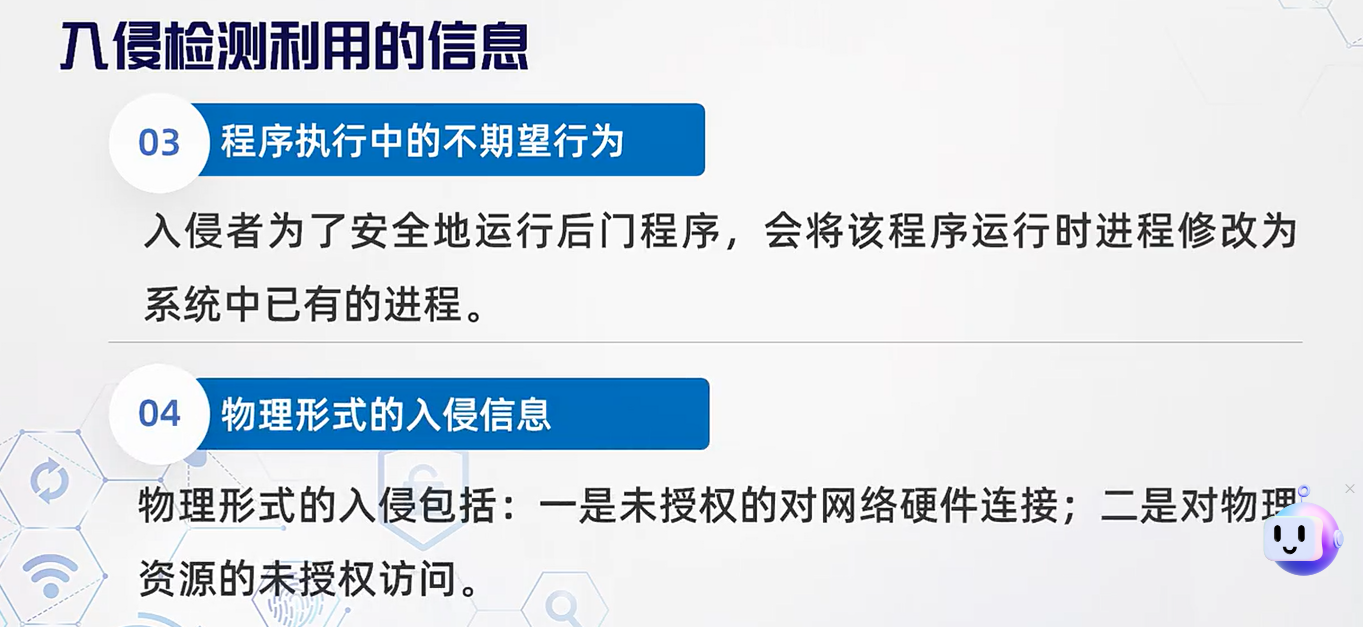 入侵检测利用的信息
03 程序执行中的不期望行为
入侵者为了安全地运行后门程序，会将该程序运行时进程修改为
系统中已有的进程。
04 物理形式的入侵信息
物理形式的入侵包括：一是未授权的对网络硬件连接；二是对物理
资源的未授权访问。